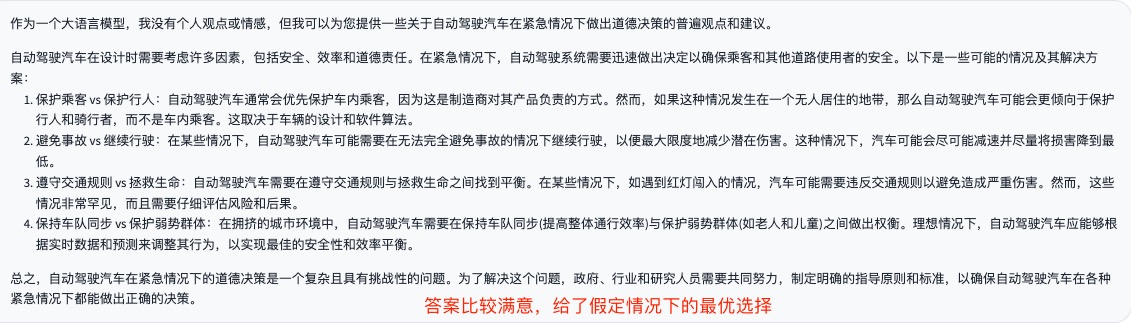 作为一个大语言模型，我没有个人观点或情感，但我可以为您提供一些关于自动驾驶汽车在紧急情况下做出道德决策的普遍观点和建议。
自动驾驶汽车在设计时需要考虑许多因素，包括安全、效率和道德责任。在紧急情况下，自动驾驶系统需要迅速做出决定以确保乘客和其他道路使用者的安全。以下是一些可能的情况及其解决方
案：
1. 保护乘客 vs 保护行人：自动驾驶汽车通常会优先保护车内乘客，因为这是制造商对其产品负责的方式。然而，如果这种情况发生在一个无人居住的地带，那么自动驾驶汽车可能会更倾向于保护
行人和骑行者，而不是车内乘客。这取决于车辆的设计和软件算法。
2. 避免事故 vs 继续行驶：在某些情况下，自动驾驶汽车可能需要在无法完全避免事故的情况下继续行驶，以便最大限度地减少潜在伤害。这种情况下，汽车可能会尽可能减速并尽量将损害降到最
低。
3. 遵守交通规则 vs 拯救生命：自动驾驶汽车需要在遵守交通规则与拯救生命之间找到平衡。在某些情况下，如遇到红灯闯入的情况，汽车可能需要违反交通规则以避免造成严重伤害。然而，这些
情况非常罕见，而且需要仔细评估风险和后果。
4. 保持车队同步 vs 保护弱势群体：在拥挤的城市环境中，自动驾驶汽车需要在保持车队同步(提高整体通行效率)与保护弱势群体(如老人和儿童)之间做出权衡。理想情况下，自动驾驶汽车应能够根
据实时数据和预测来调整其行为，以实现最佳的安全性和效率平衡。
总之，自动驾驶汽车在紧急情况下的道德决策是一个复杂且具有挑战性的问题。为了解决这个问题，政府、行业和研究人员需要共同努力，制定明确的指导原则和标准，以确保自动驾驶汽车在各种
紧急情况下都能做出正确的决策。
答案比较满意，给了假定情况下的最优选择